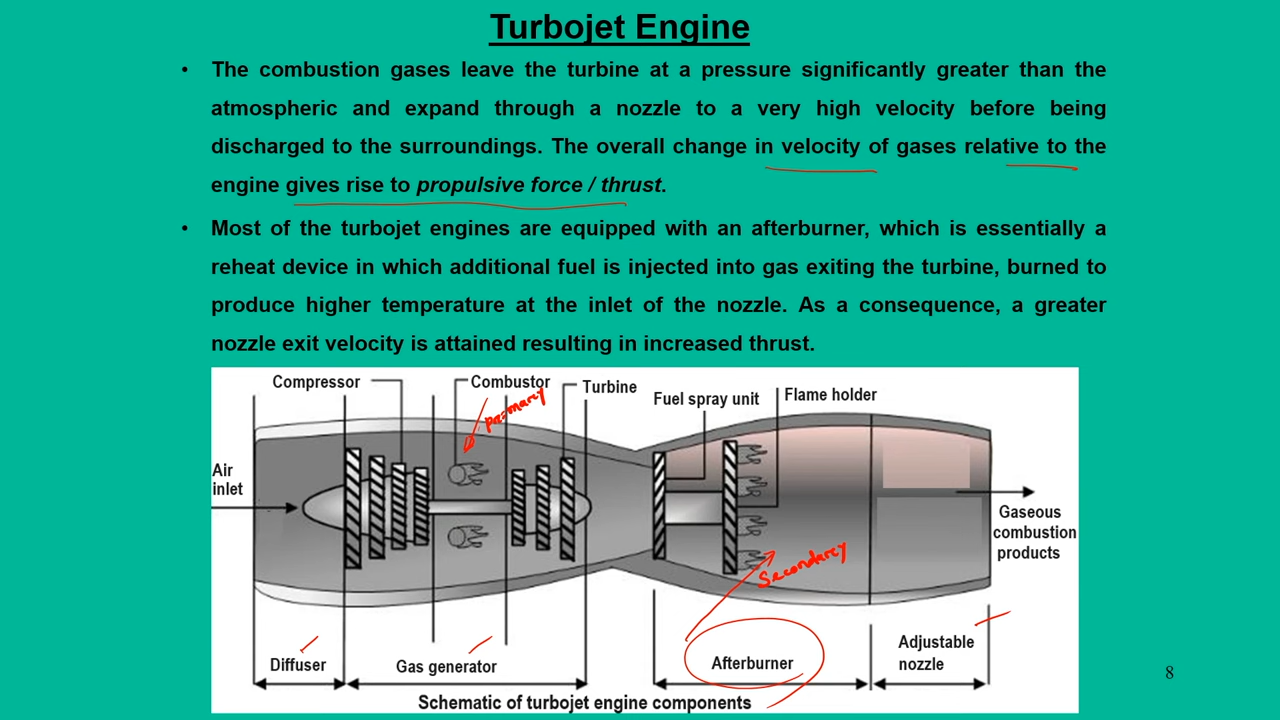 Turbojet Engine
• The combustion gases leave the turbine at a pressure significantly greater than the
atmospheric and expand through a nozzle to a very high velocity before being
discharged to the surroundings. The overall change in velocity of gases relative to the
engine gives rise to propulsive force / thrust.
• Most of the turbojet engines are equipped with an afterburner, which is essentially a
reheat device in which additional fuel is injected into gas exiting the turbine, burned to
produce higher temperature at the inlet of the nozzle. As a consequence, a greater
nozzle exit velocity is attained resulting in increased thrust.
Compressor
Combustor
Turbine
Fuel spray unit
Flame holder
Primary
Air
inlet
Gaseous
combustion
products
Secondary
Diffuser
Gas generator
Afterburner
Adjustable
nozzle
8
Schematic of turbojet engine components